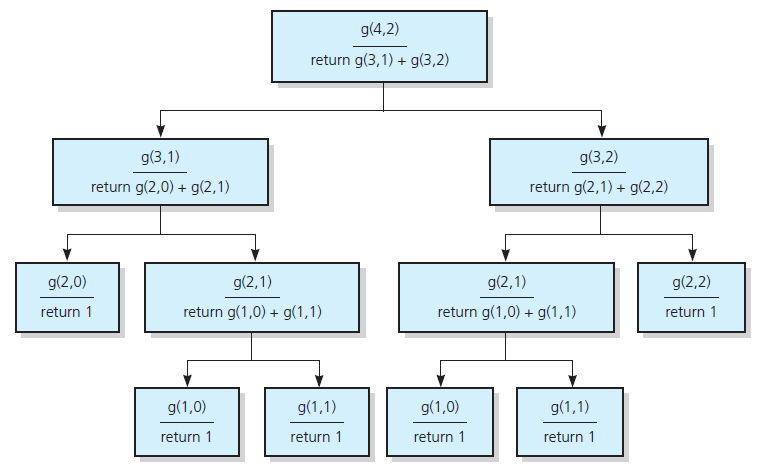 g(4,2)
return g(3,1) + g(3,2)
g(3,1)
return g(2,0) + g(2,1)
g(3,2)
return g(2,1) + g(2,2)
g(2,0)
return 1
g(2,1)
return g(1,0) + g(1,1)
g(2,1)
return g(1,0) + g(1,1)
g(2,2)
return 1
g(1,0)
return 1
g(1,1)
return 1
g(1,0)
return 1
g(1,1)
return 1